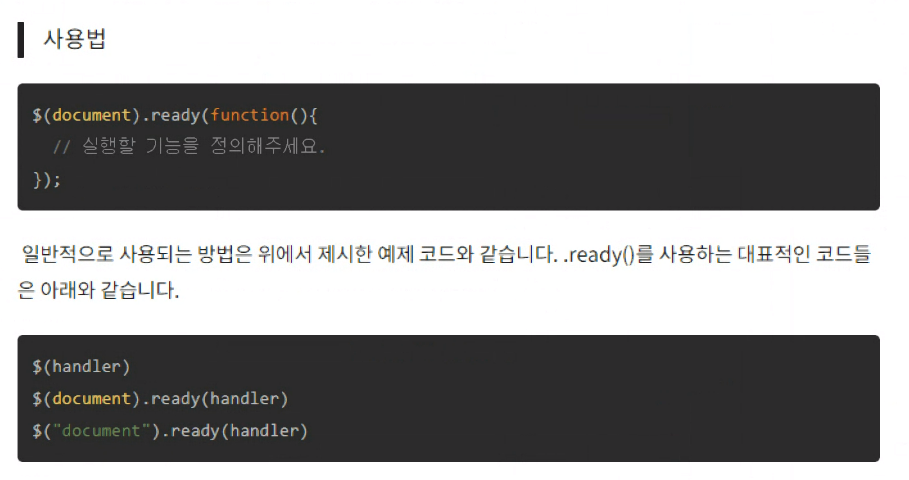 사용법
$(document).ready(function(){
  // 실행할 기능을 정의해주세요.
});
일반적으로 사용되는 방법은 위에서 제시한 예제 코드와 같습니다. .ready()를 사용하는 대표적인 코드들
은 아래와 같습니다.
$(handler)
$(document).ready(handler)
$("document").ready(handler)